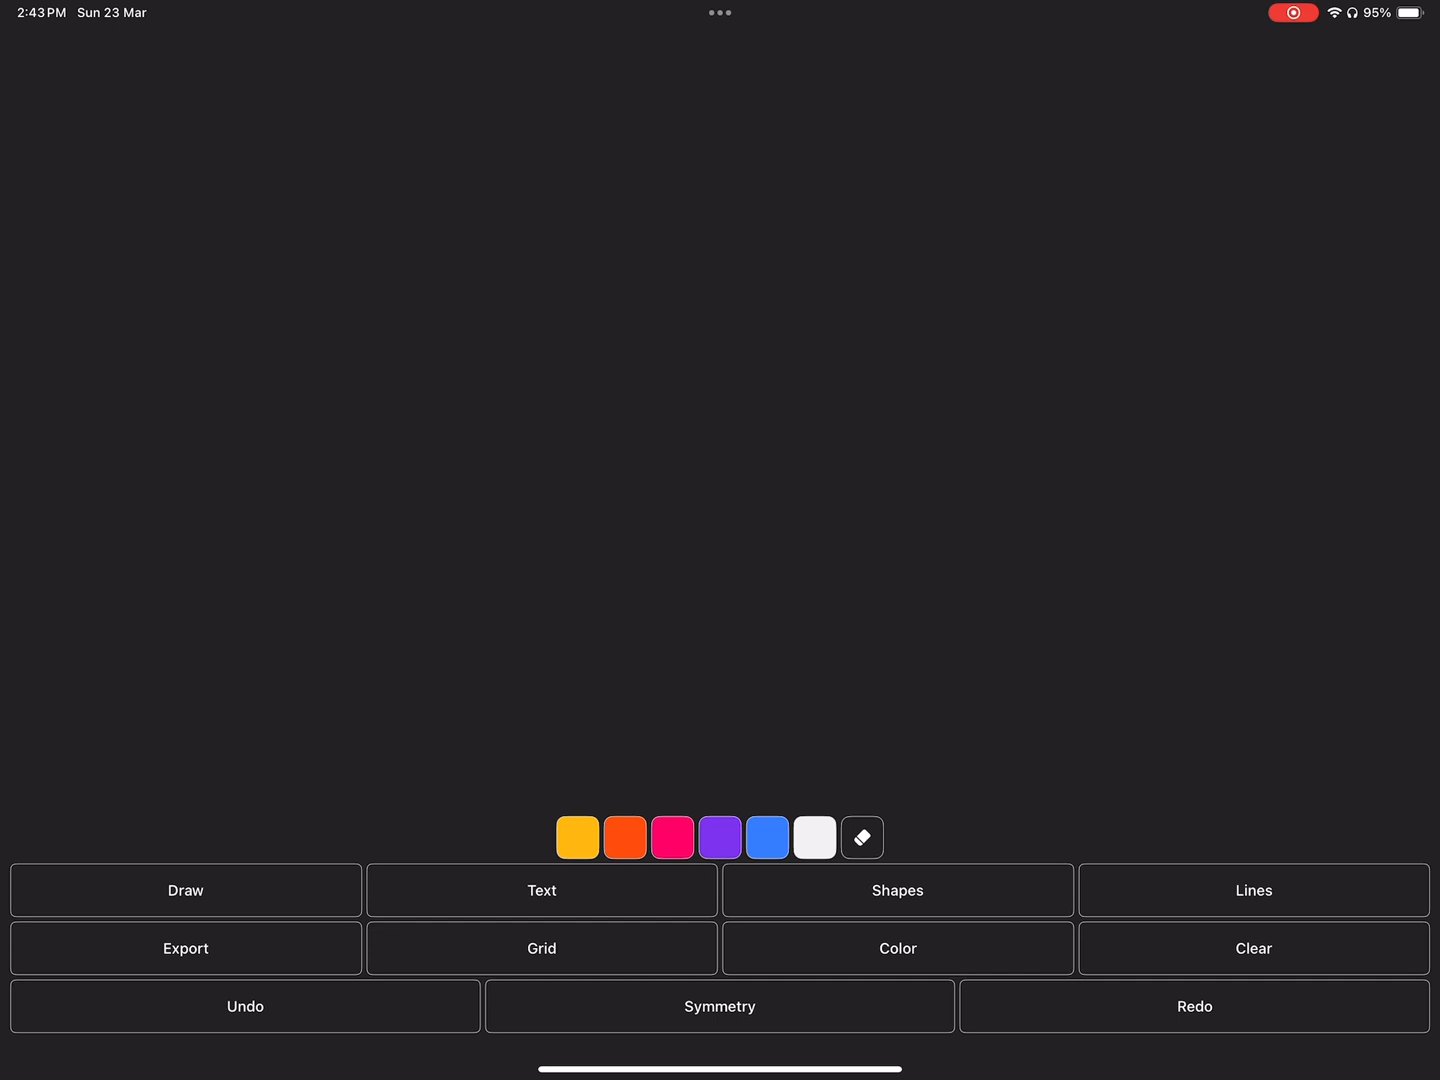 2:43 PM Sun 23 Mar 95%
Draw Text Shapes Lines
Export Grid Color Clear
Undo Symmetry Redo